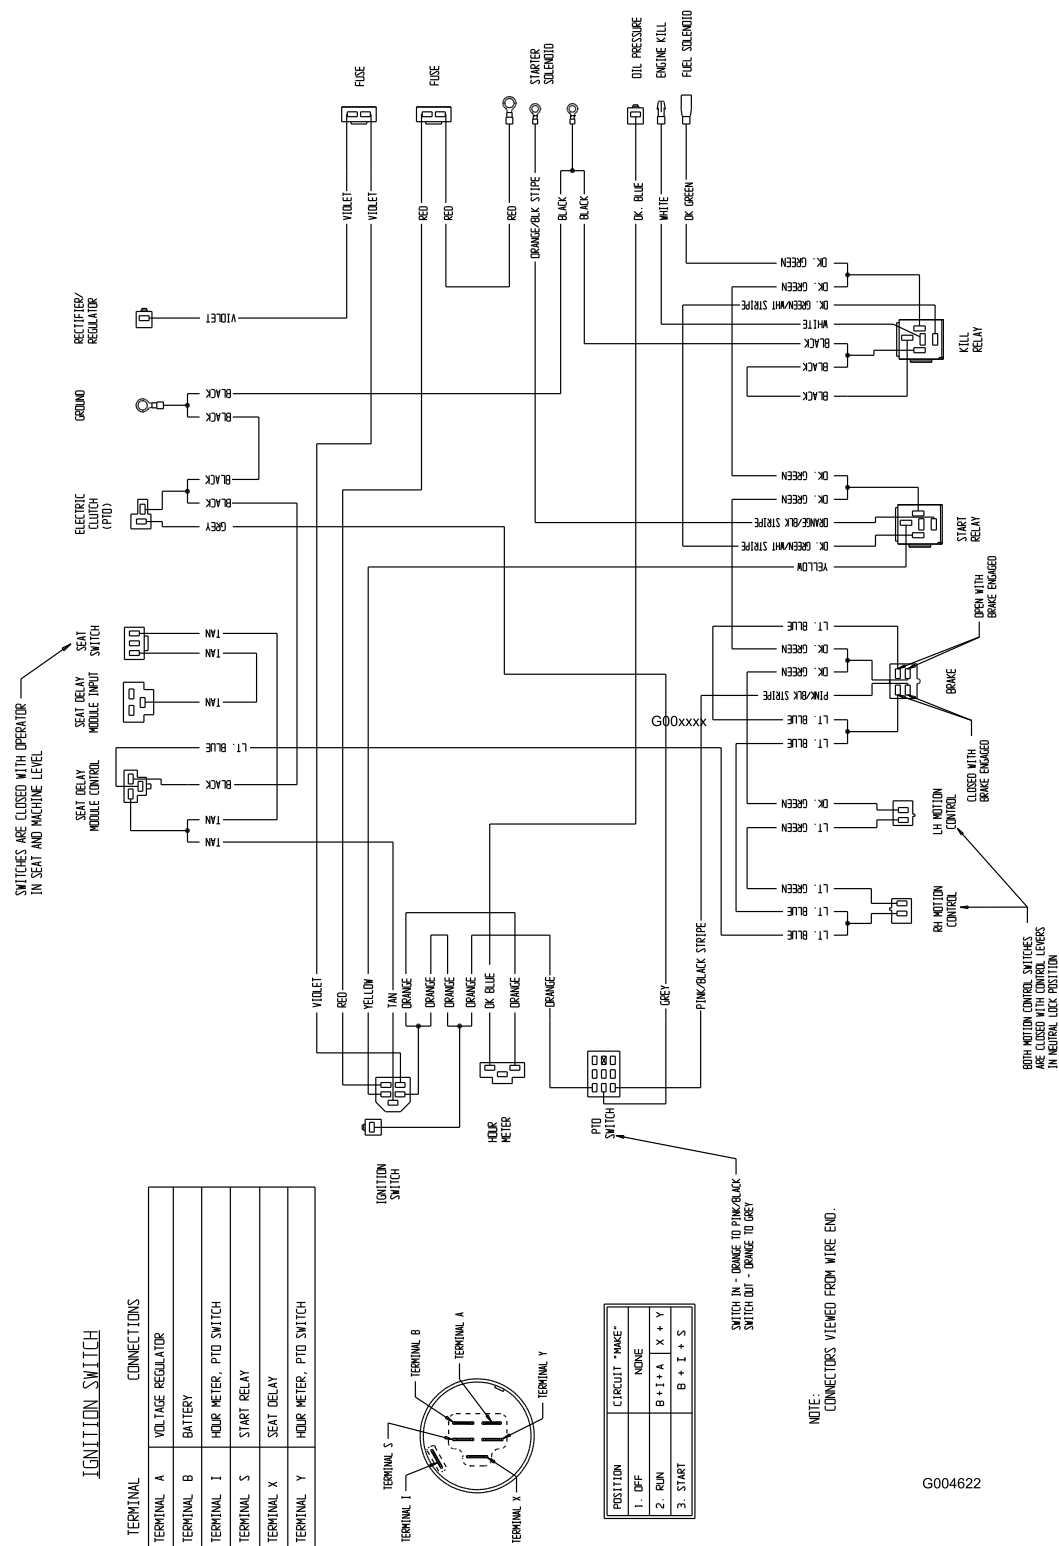 FUSE
FUSE
STARTER
SOLENOID
OIL PRESSURE
ENGINE KILL
FUEL SOLENOID
VIOLET
VIOLET
RED
RED
RED
ORANGE/BLK STIPE
BLACK
BLACK
DK. BLUE
WHITE
DK GREEN
RECTIFIER/
REGULATOR
VIOLET
GROUND
BLACK
BLACK
ELECTRIC
CLUTCH
(PTO)
BLACK
BLACK
GREY
SWITCHES ARE CLOSED WITH OPERATOR
IN SEAT AND MACHINE LEVEL
SEAT
SWITCH
TAN
TAN
SEAT DELAY
MODULE INPUT
TAN
SEAT DELAY
MODULE CONTROL
LT. BLUE
BLACK
TAN
TAN
DK. GREEN
DK. GREEN
DK. GREEN/WHT STRIPE
WHITE
BLACK
BLACK
BLACK
KILL
RELAY
DK. GREEN
DK. GREEN
ORANGE/BLK STRIPE
DK. GREEN/WHT STRIPE
YELLOW
START
RELAY
OPEN WITH
BRAKE ENGAGED
LT. BLUE
DK. GREEN
DK. GREEN
PINK/BLK STRIPE
LT. BLUE
LT. BLUE
BRAKE
G00xxxx
CLOSED WITH
BRAKE ENGAGED
DK. GREEN
LT. GREEN
LH MOTION
CONTROL
LT. GREEN
LT. BLUE
LT. BLUE
RH MOTION
CONTROL
BOTH MOTION CONTROL SWITCHES
ARE CLOSED WITH CONTROL LEVERS
IN NEUTRAL LOCK POSITION
VIOLET
RED
YELLOW
TAN
ORANGE
ORANGE
ORANGE
ORANGE
DK BLUE
ORANGE
ORANGE
GREY
PINK/BLACK STRIPE
IGNITION
SWITCH
HOUR
METER
PTO
SWITCH
SWITCH IN - ORANGE TO PINK/BLACK
SWITCH OUT - ORANGE TO GREY
IGNITION SWITCH
TERMINAL CONNECTIONS
TERMINAL A VOLTAGE REGULATOR
TERMINAL B BATTERY
TERMINAL I HOUR METER, PTO SWITCH
TERMINAL S START RELAY
TERMINAL X SEAT DELAY
TERMINAL Y HOUR METER, PTO SWITCH
TERMINAL I
TERMINAL S
TERMINAL B
TERMINAL A
TERMINAL Y
TERMINAL X
POSITION CIRCUIT "MAKE"
1. OFF NONE
2. RUN B+I+A X + Y
3. START B + I + S
NOTE:
CONNECTORS VIEWED FROM WIRE END.
G004622